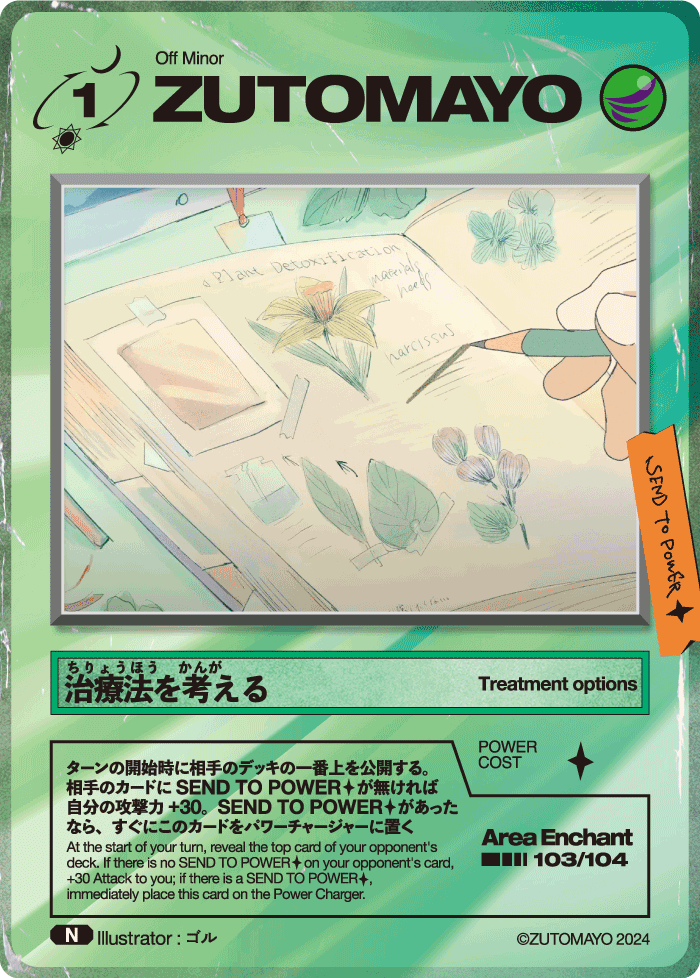 Off Minor
1
ZUTOMAYO
Plant Detoxification
materials
needs
narcissus
SEND TO POWER
ちりょうほう かんが
治療法を考える
Treatment options
POWER
COST
ターンの開始時に相手のデッキの一番上を公開する。
相手のカードに SEND TO POWER✦が無ければ
自分の攻撃力 +30。SEND TO POWER✦があった
なら、すぐにこのカードをパワーチャージャーに置く
At the start of your turn, reveal the top card of your opponent's
deck. If there is no SEND TO POWER✦on your opponent's card,
+30 Attack to you; if there is a SEND TO POWER✦,
immediately place this card on the Power Charger.
Area Enchant
103/104
N Illustrator : ゴル
©ZUTOMAYO 2024